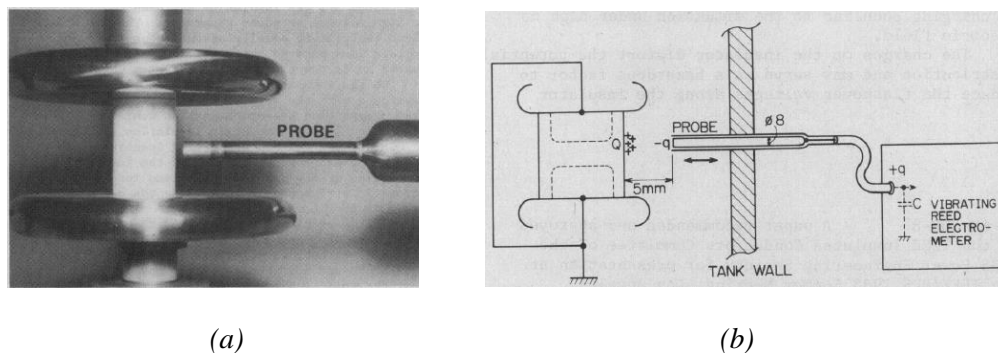 PROBE
Q
-q
PROBE
ø8
5mm
+q
C
VIBRATING
REED
ELECTRO-
METER
TANK WALL
(a)
(b)